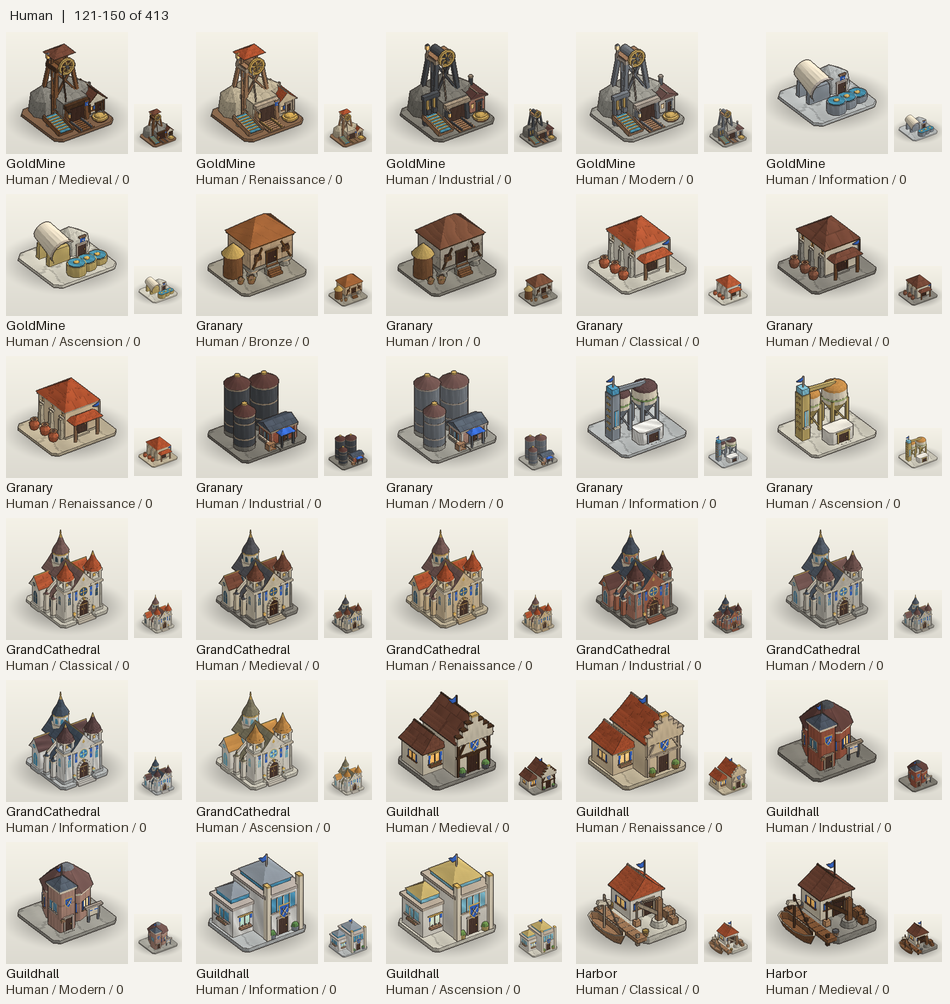 Human | 121-150 of 413
GoldMine
Human / Medieval / 0
GoldMine
Human / Renaissance / 0
GoldMine
Human / Industrial / 0
GoldMine
Human / Modern / 0
GoldMine
Human / Information / 0
GoldMine
Human / Ascension / 0
Granary
Human / Bronze / 0
Granary
Human / Iron / 0
Granary
Human / Classical / 0
Granary
Human / Medieval / 0
Granary
Human / Renaissance / 0
Granary
Human / Industrial / 0
Granary
Human / Modern / 0
Granary
Human / Information / 0
Granary
Human / Ascension / 0
GrandCathedral
Human / Classical / 0
GrandCathedral
Human / Medieval / 0
GrandCathedral
Human / Renaissance / 0
GrandCathedral
Human / Industrial / 0
GrandCathedral
Human / Modern / 0
GrandCathedral
Human / Information / 0
GrandCathedral
Human / Ascension / 0
Guildhall
Human / Medieval / 0
Guildhall
Human / Renaissance / 0
Guildhall
Human / Industrial / 0
Guildhall
Human / Modern / 0
Guildhall
Human / Information / 0
Guildhall
Human / Ascension / 0
Harbor
Human / Classical / 0
Harbor
Human / Medieval / 0